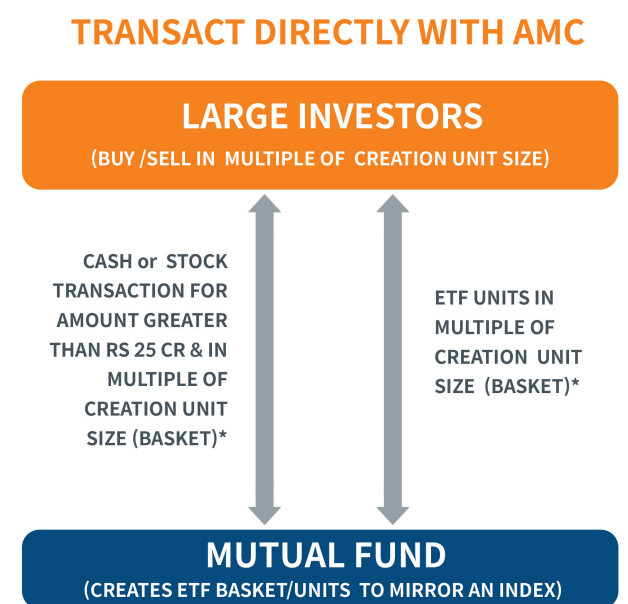 TRANSACT DIRECTLY WITH AMC
LARGE INVESTORS
(BUY /SELL IN MULTIPLE OF CREATION UNIT SIZE)
CASH or STOCK
TRANSACTION FOR
AMOUNT GREATER
THAN RS 25 CR & IN
MULTIPLE OF
CREATION UNIT
SIZE (BASKET)*
ETF UNITS IN
MULTIPLE OF
CREATION UNIT
SIZE (BASKET)*
MUTUAL FUND
(CREATES ETF BASKET/UNITS TO MIRROR AN INDEX)